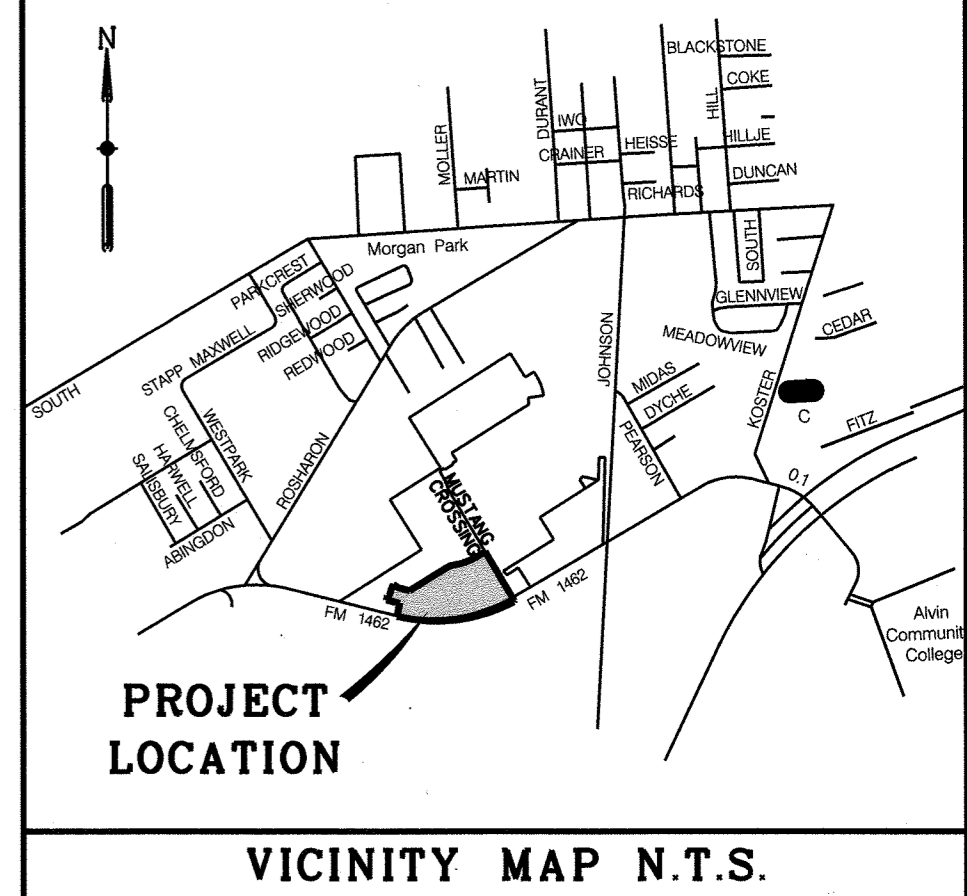 N
BLACKSTONE
COKE
HILL
HILLJE
DUNCAN
DURANT
IWO
CRAINER
HEISSE
RICHARDS
MOLLER
MARTIN
Morgan Park
SOUTH
GLENNVIEW
MEADOWVIEW
CEDAR
PARKCREST
SHERWOOD
RIDGEWOOD
REDWOOD
STAPP MAXWELL
SOUTH
CHELMSFORD
WESTPARK
HARWELL
SALISBURY
ABINGDON
ROSHARON
JOHNSON
MIDAS
DYCHE
PEARSON
KOSTER
C
FITZ
0.1
MUSTANG
CROSSING
FM 1462
FM 1462
Alvin
Communit
College
PROJECT
LOCATION
VICINITY MAP N.T.S.